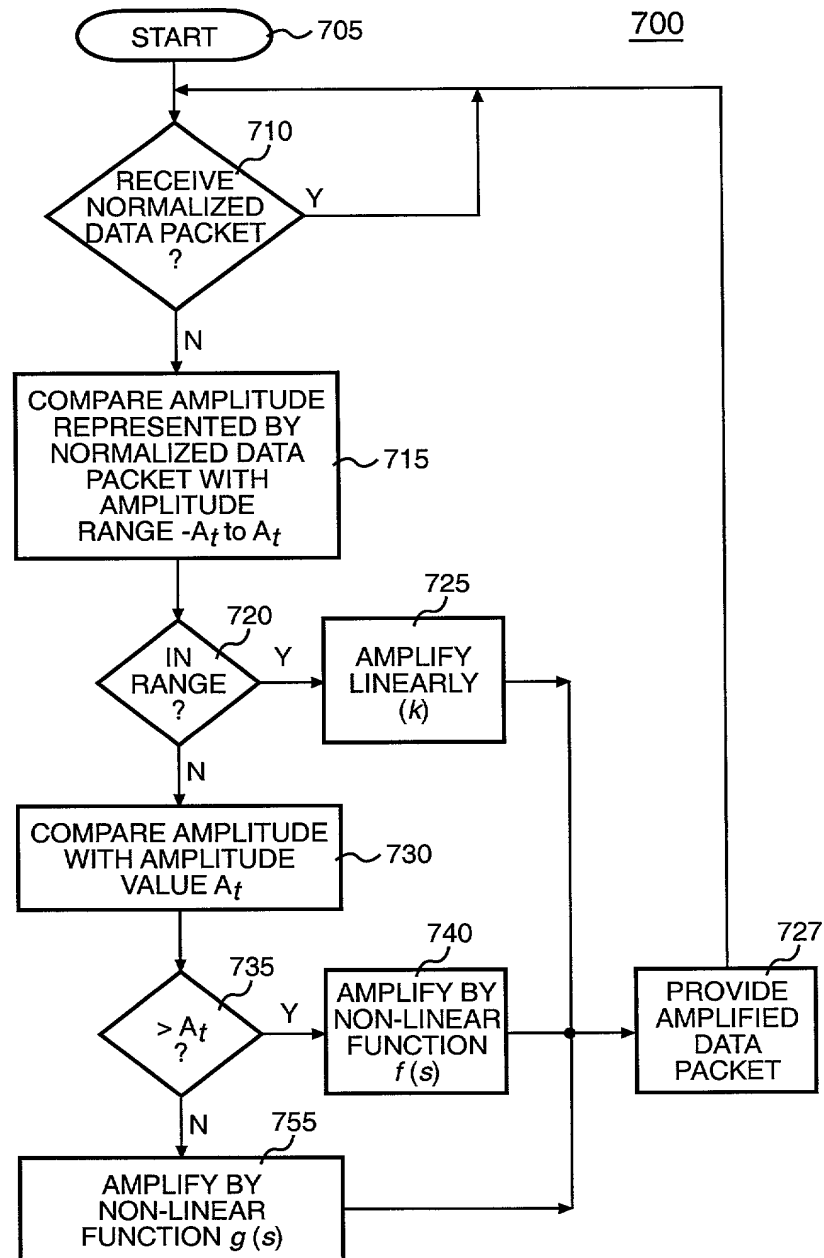 START
705
700
710
RECEIVE
NORMALIZED
DATA PACKET
?
Y
N
COMPARE AMPLITUDE
REPRESENTED BY
NORMALIZED DATA
PACKET WITH
AMPLITUDE
RANGE -At to At
715
720
IN
RANGE
?
Y
N
725
AMPLIFY
LINEARLY
(k)
COMPARE AMPLITUDE
WITH AMPLITUDE
VALUE At
730
735
> At
?
Y
N
740
AMPLIFY BY
NON-LINEAR
FUNCTION
f (s)
727
PROVIDE
AMPLIFIED
DATA
PACKET
755
AMPLIFY BY
NON-LINEAR
FUNCTION g (s)